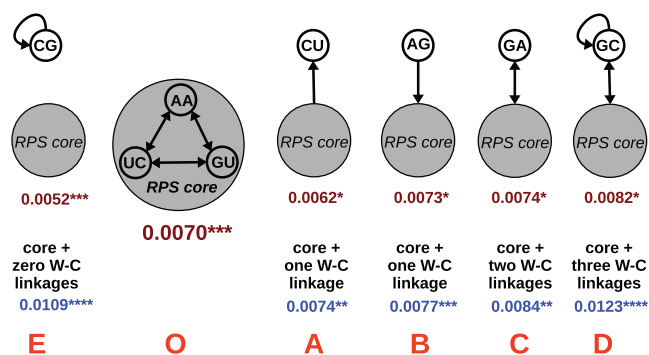 CG
CU
AG
GA
GC
AA
UC
GU
RPS core
RPS core
RPS core
RPS core
RPS core
RPS core
0.0052***
0.0070***
0.0062*
0.0073*
0.0074*
0.0082*
core +
zero W-C
linkages
0.0109****
core +
one W-C
linkage
0.0074**
core +
one W-C
linkage
0.0077***
core +
two W-C
linkages
0.0084**
core +
three W-C
linkages
0.0123****
E
O
A
B
C
D